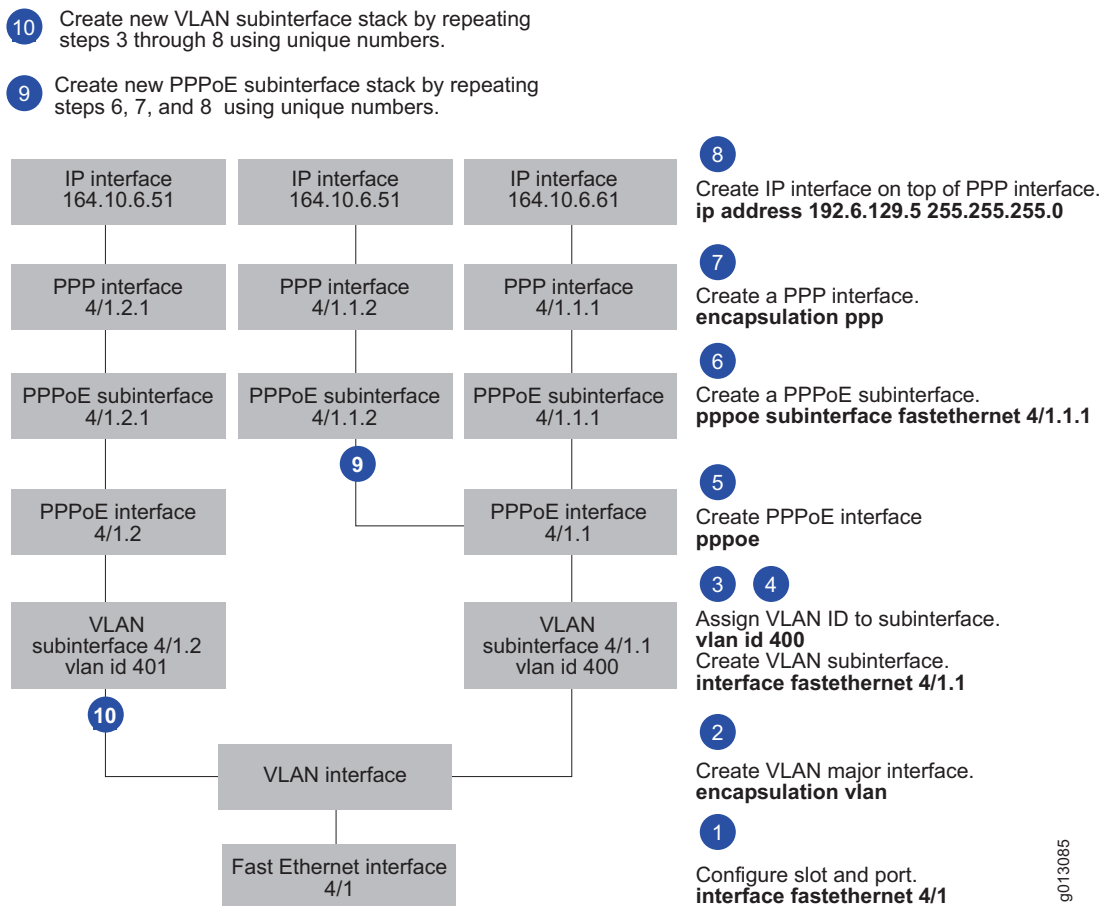 10
Create new VLAN subinterface stack by repeating
steps 3 through 8 using unique numbers.
9
Create new PPPoE subinterface stack by repeating
steps 6, 7, and 8 using unique numbers.
IP interface
164.10.6.51
IP interface
164.10.6.51
IP interface
164.10.6.61
8
Create IP interface on top of PPP interface.
ip address 192.6.129.5 255.255.255.0
PPP interface
4/1.2.1
PPP interface
4/1.1.2
PPP interface
4/1.1.1
7
Create a PPP interface.
encapsulation ppp
PPPoE subinterface
4/1.2.1
PPPoE subinterface
4/1.1.2
PPPoE subinterface
4/1.1.1
6
Create a PPPoE subinterface.
pppoe subinterface fastethernet 4/1.1.1
9
PPPoE interface
4/1.2
PPPoE interface
4/1.1
5
Create PPPoE interface
pppoe
VLAN
subinterface 4/1.2
vlan id 401
VLAN
subinterface 4/1.1
vlan id 400
3
4
Assign VLAN ID to subinterface.
vlan id 400
Create VLAN subinterface.
interface fastethernet 4/1.1
10
VLAN interface
2
Create VLAN major interface.
encapsulation vlan
Fast Ethernet interface
4/1
1
Configure slot and port.
interface fastethernet 4/1
g013085